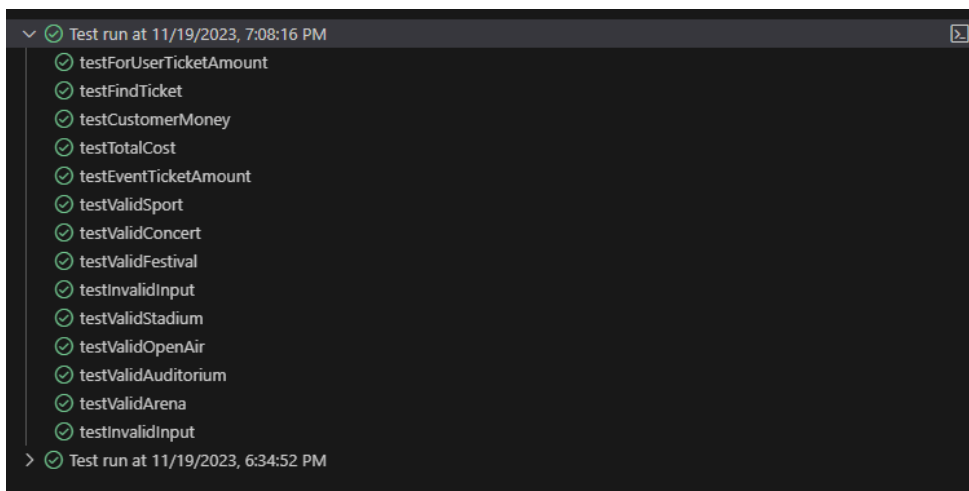 Test run at 11/19/2023, 7:08:16 PM
testForUserTicketAmount
testFindTicket
testCustomerMoney
testTotalCost
testEventTicketAmount
testValidSport
testValidConcert
testValidFestival
testInvalidInput
testValidStadium
testValidOpenAir
testValidAuditorium
testValidArena
testInvalidInput
Test run at 11/19/2023, 6:34:52 PM